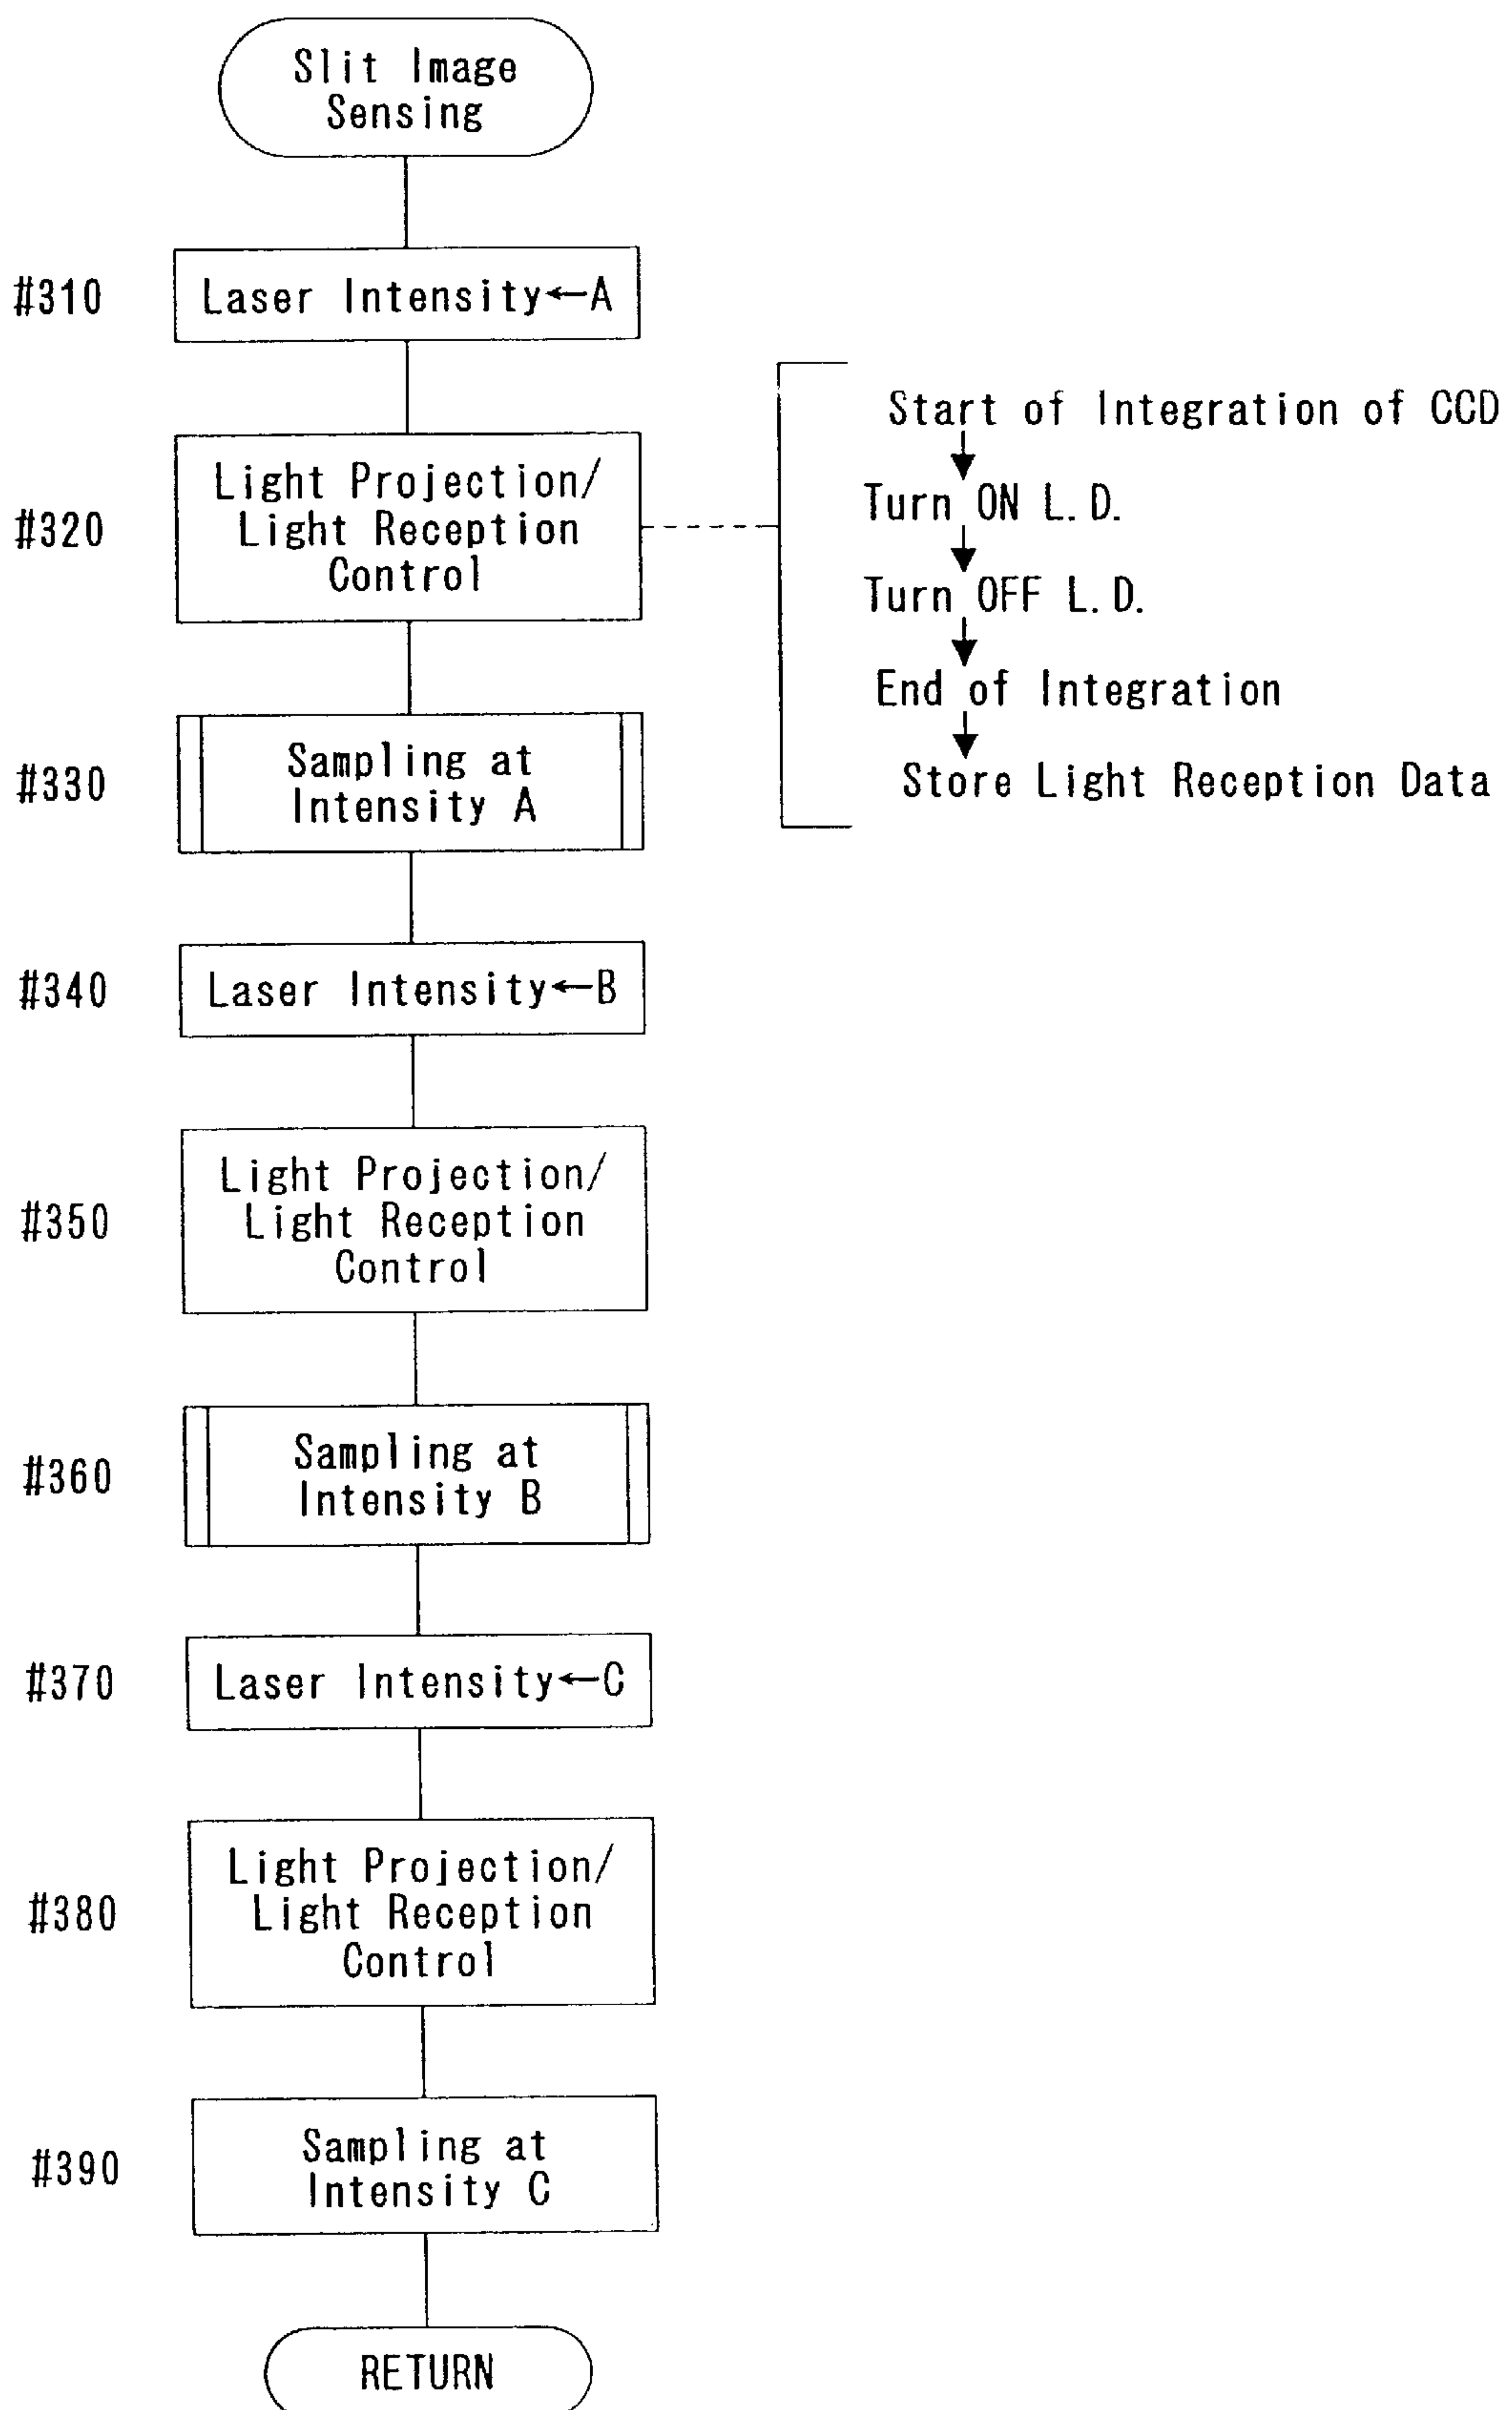 Slit Image
Sensing
#310
Laser Intensity←A
#320
Light Projection/
Light Reception
Control
Start of Integration of CCD
Turn ON L.D.
Turn OFF L.D.
End of Integration
Store Light Reception Data
#330
Sampling at
Intensity A
#340
Laser Intensity←B
#350
Light Projection/
Light Reception
Control
#360
Sampling at
Intensity B
#370
Laser Intensity←C
#380
Light Projection/
Light Reception
Control
#390
Sampling at
Intensity C
RETURN